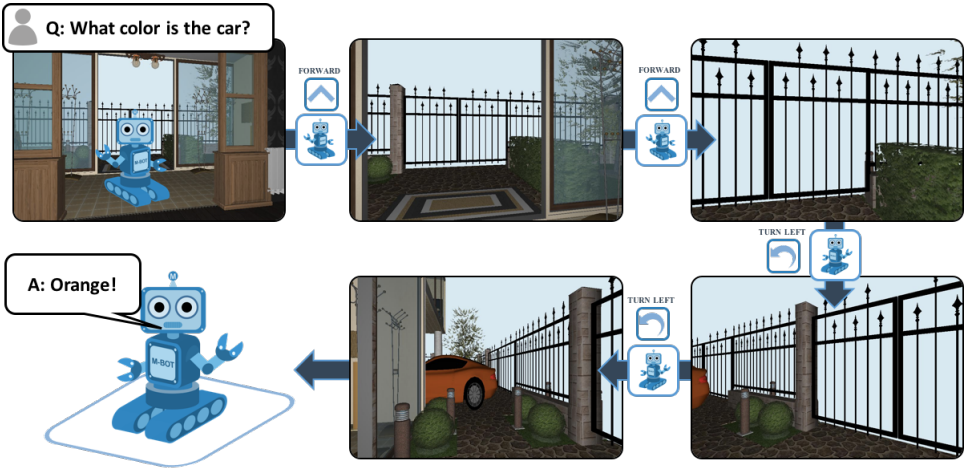 Q: What color is the car?
M-BOT
FORWARD
FORWARD
TURN LEFT
TURN LEFT
A: Orange!
M
M-BOT